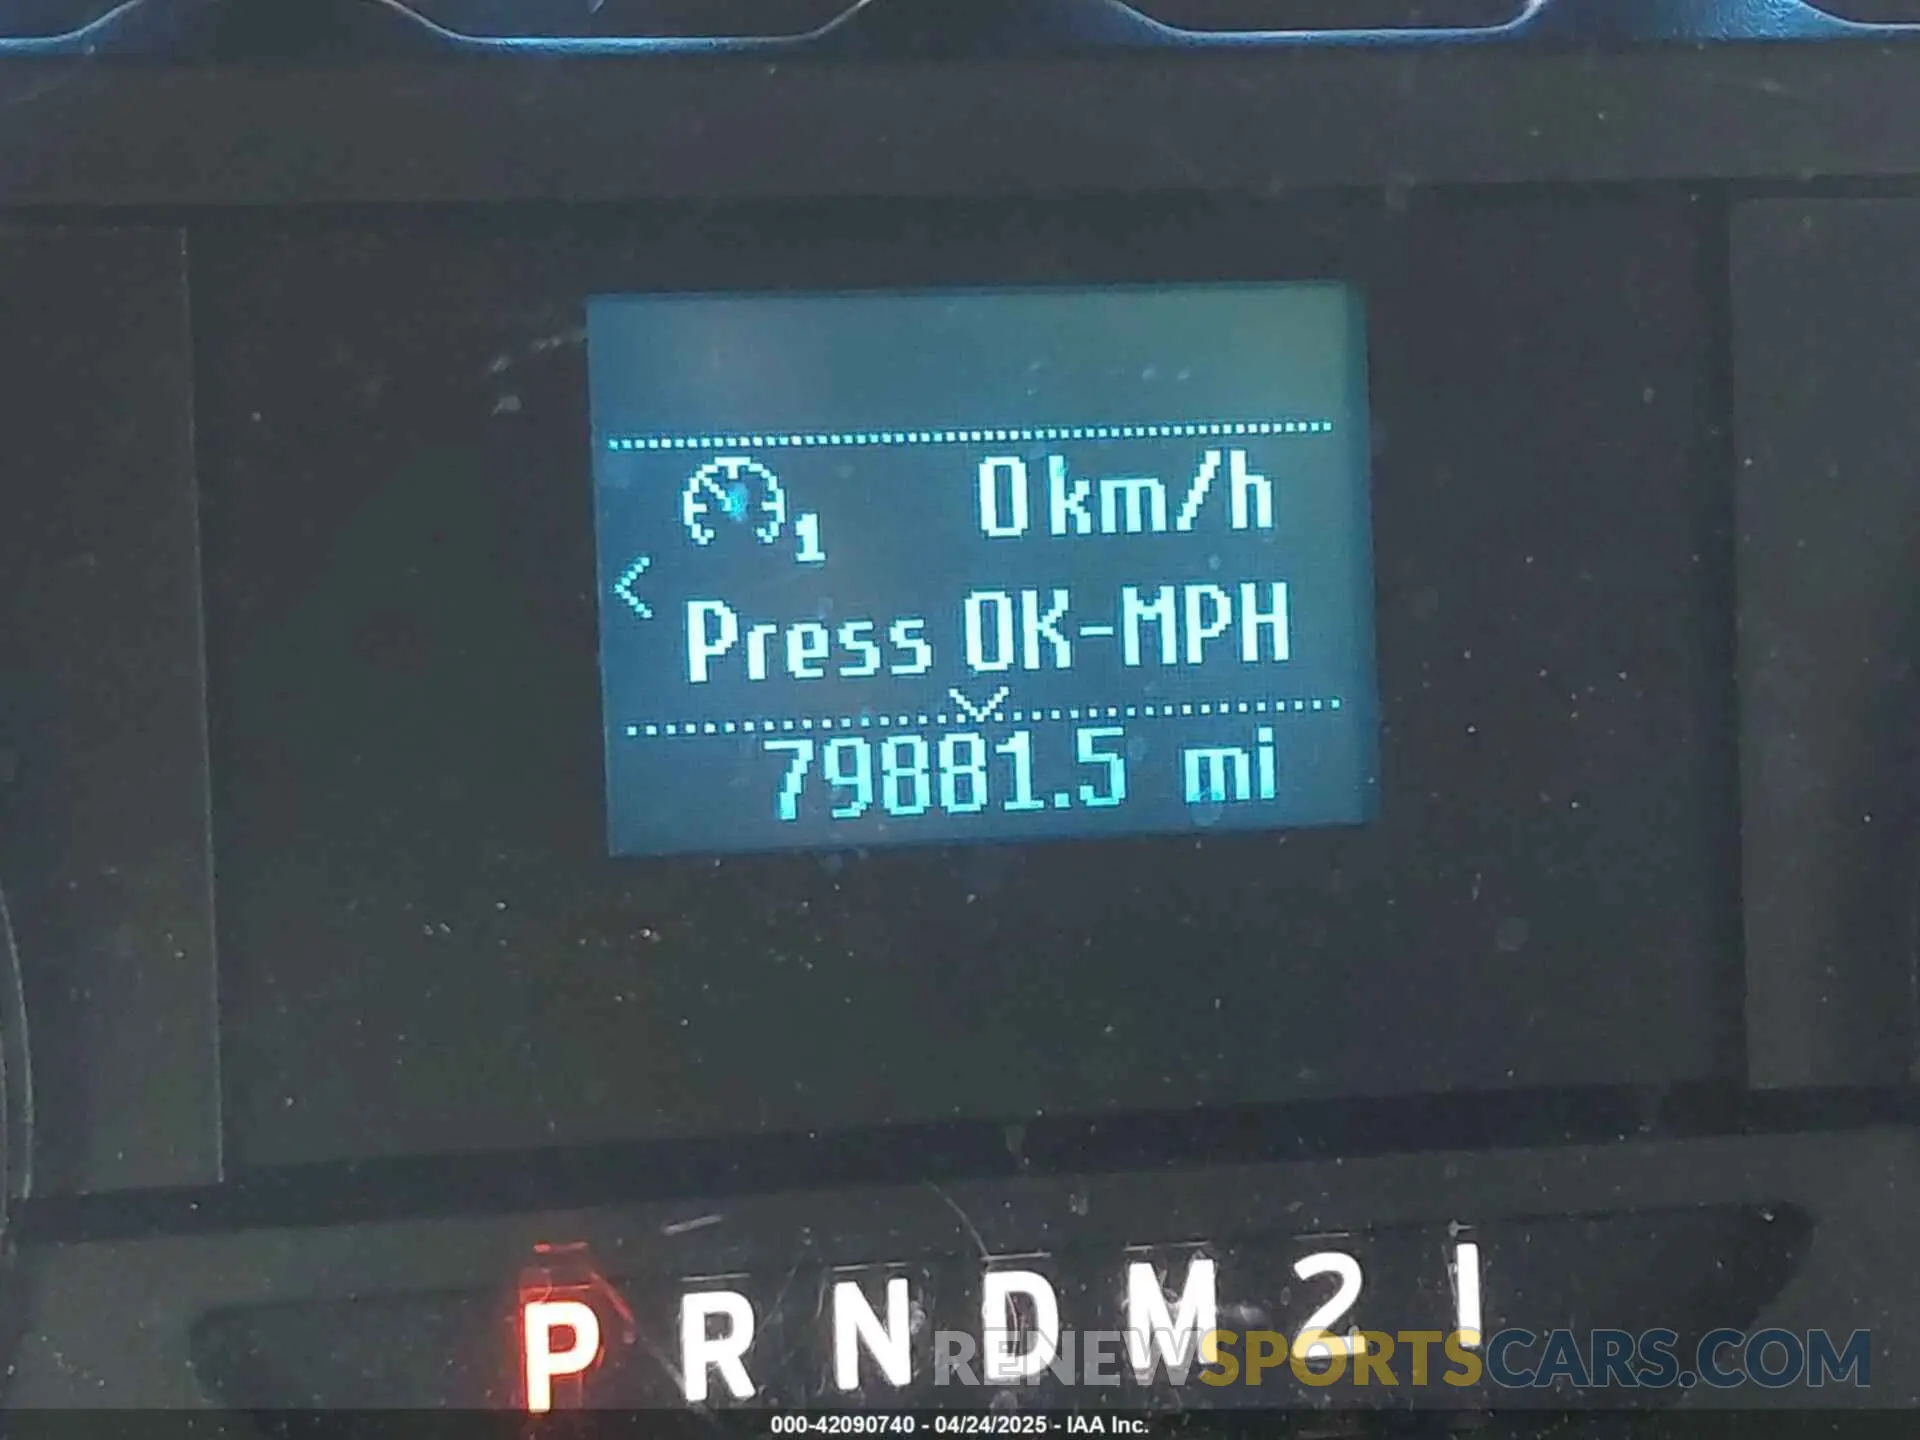 1 0 km/h
< Press OK-MPH
79881.5 mi
P R N D M 2 1
RENEWSPORTSCARS.COM
000-42090740 - 04/24/2025 - IAA Inc.